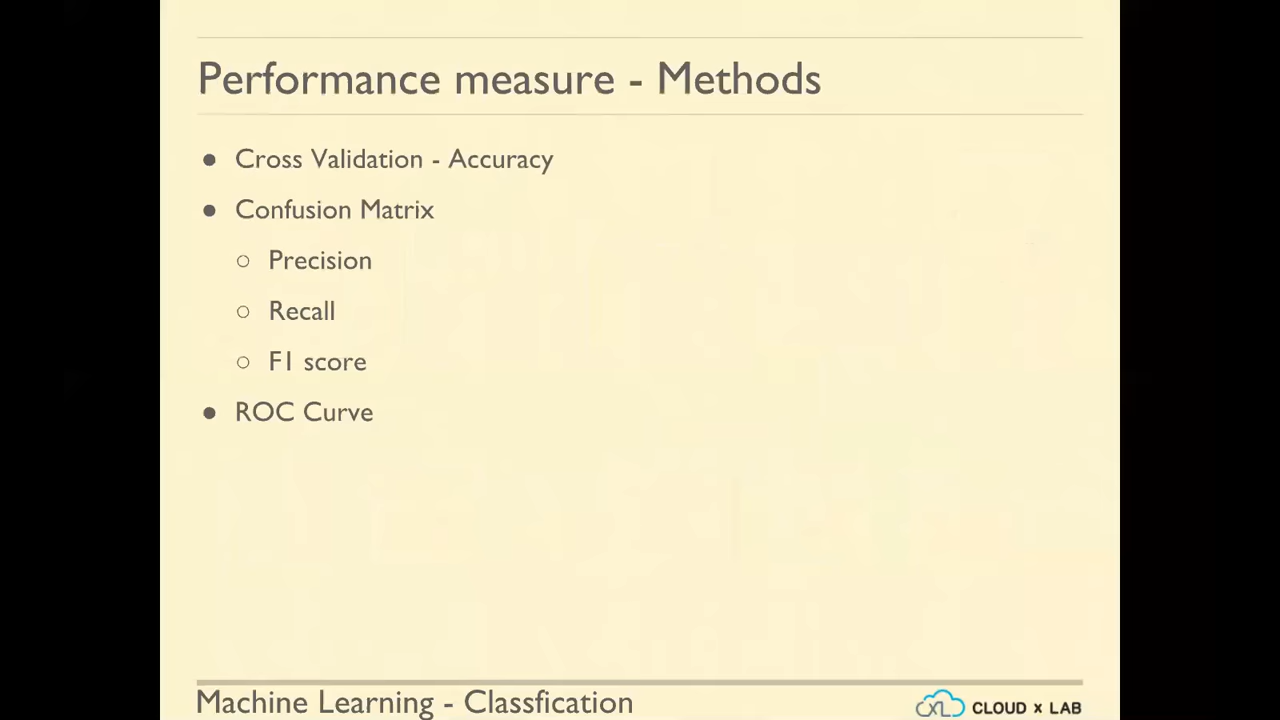 Performance measure - Methods
● Cross Validation - Accuracy
● Confusion Matrix
○ Precision
○ Recall
○ F1 score
● ROC Curve
Machine Learning - Classfication
XL CLOUD x LAB